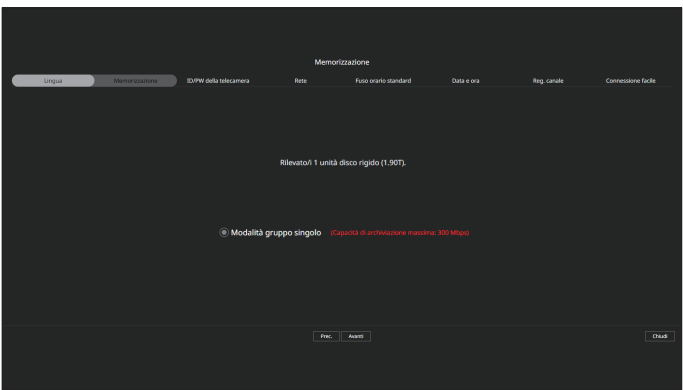 Memorizzazione
Lingua Memorizzazione ID/PW della telecamera Rete Fuso orario standard Data e ora Reg. canale Connessione facile
Rilevato/i 1 unità disco rigido (1.90T).
Modalità gruppo singolo (Capacità di archiviazione massima: 300 Mbps)
Prec. Avanti Chiudi